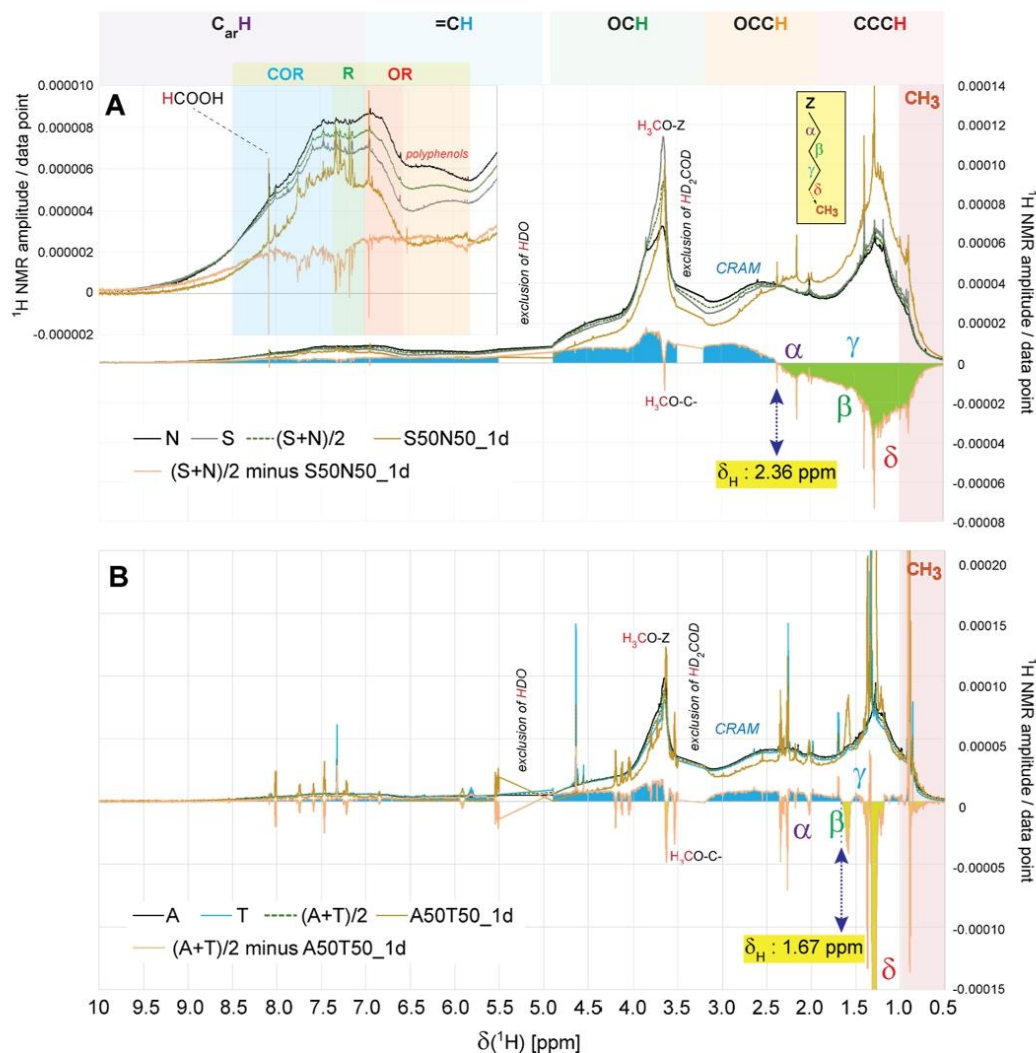 CₐᵣH =CH OCH OCCH CCCH
COR R OR
A
HCOOH
polyphenols
0.000010
0.000008
0.000006
0.000004
0.000002
0
-0.000002
¹H NMR amplitude / data point
exclusion of HDO
H₃CO-Z
exclusion of HD₂COD
CRAM
Z
α
β
γ
δ
CH₃
CH₃
0.00014
0.00012
0.00010
0.00008
0.00006
0.00004
0.00002
0
-0.00002
-0.00004
-0.00006
-0.00008
¹H NMR amplitude / data point
α
γ
β
δ
H₃CO-C-
N S (S+N)/2 S50N50_1d
(S+N)/2 minus S50N50_1d
δH : 2.36 ppm
B
CH₃
exclusion of HDO
H₃CO-Z
exclusion of HD₂COD
CRAM
0.00020
0.00015
0.00010
0.00005
0
-0.00005
-0.00010
-0.00015
¹H NMR amplitude / data point
γ
α
β
δ
H₃CO-C-
A T (A+T)/2 A50T50_1d
(A+T)/2 minus A50T50_1d
δH : 1.67 ppm
10 9.5 9.0 8.5 8.0 7.5 7.0 6.5 6.0 5.5 5.0 4.5 4.0 3.5 3.0 2.5 2.0 1.5 1.0 0.5
δ(¹H) [ppm]